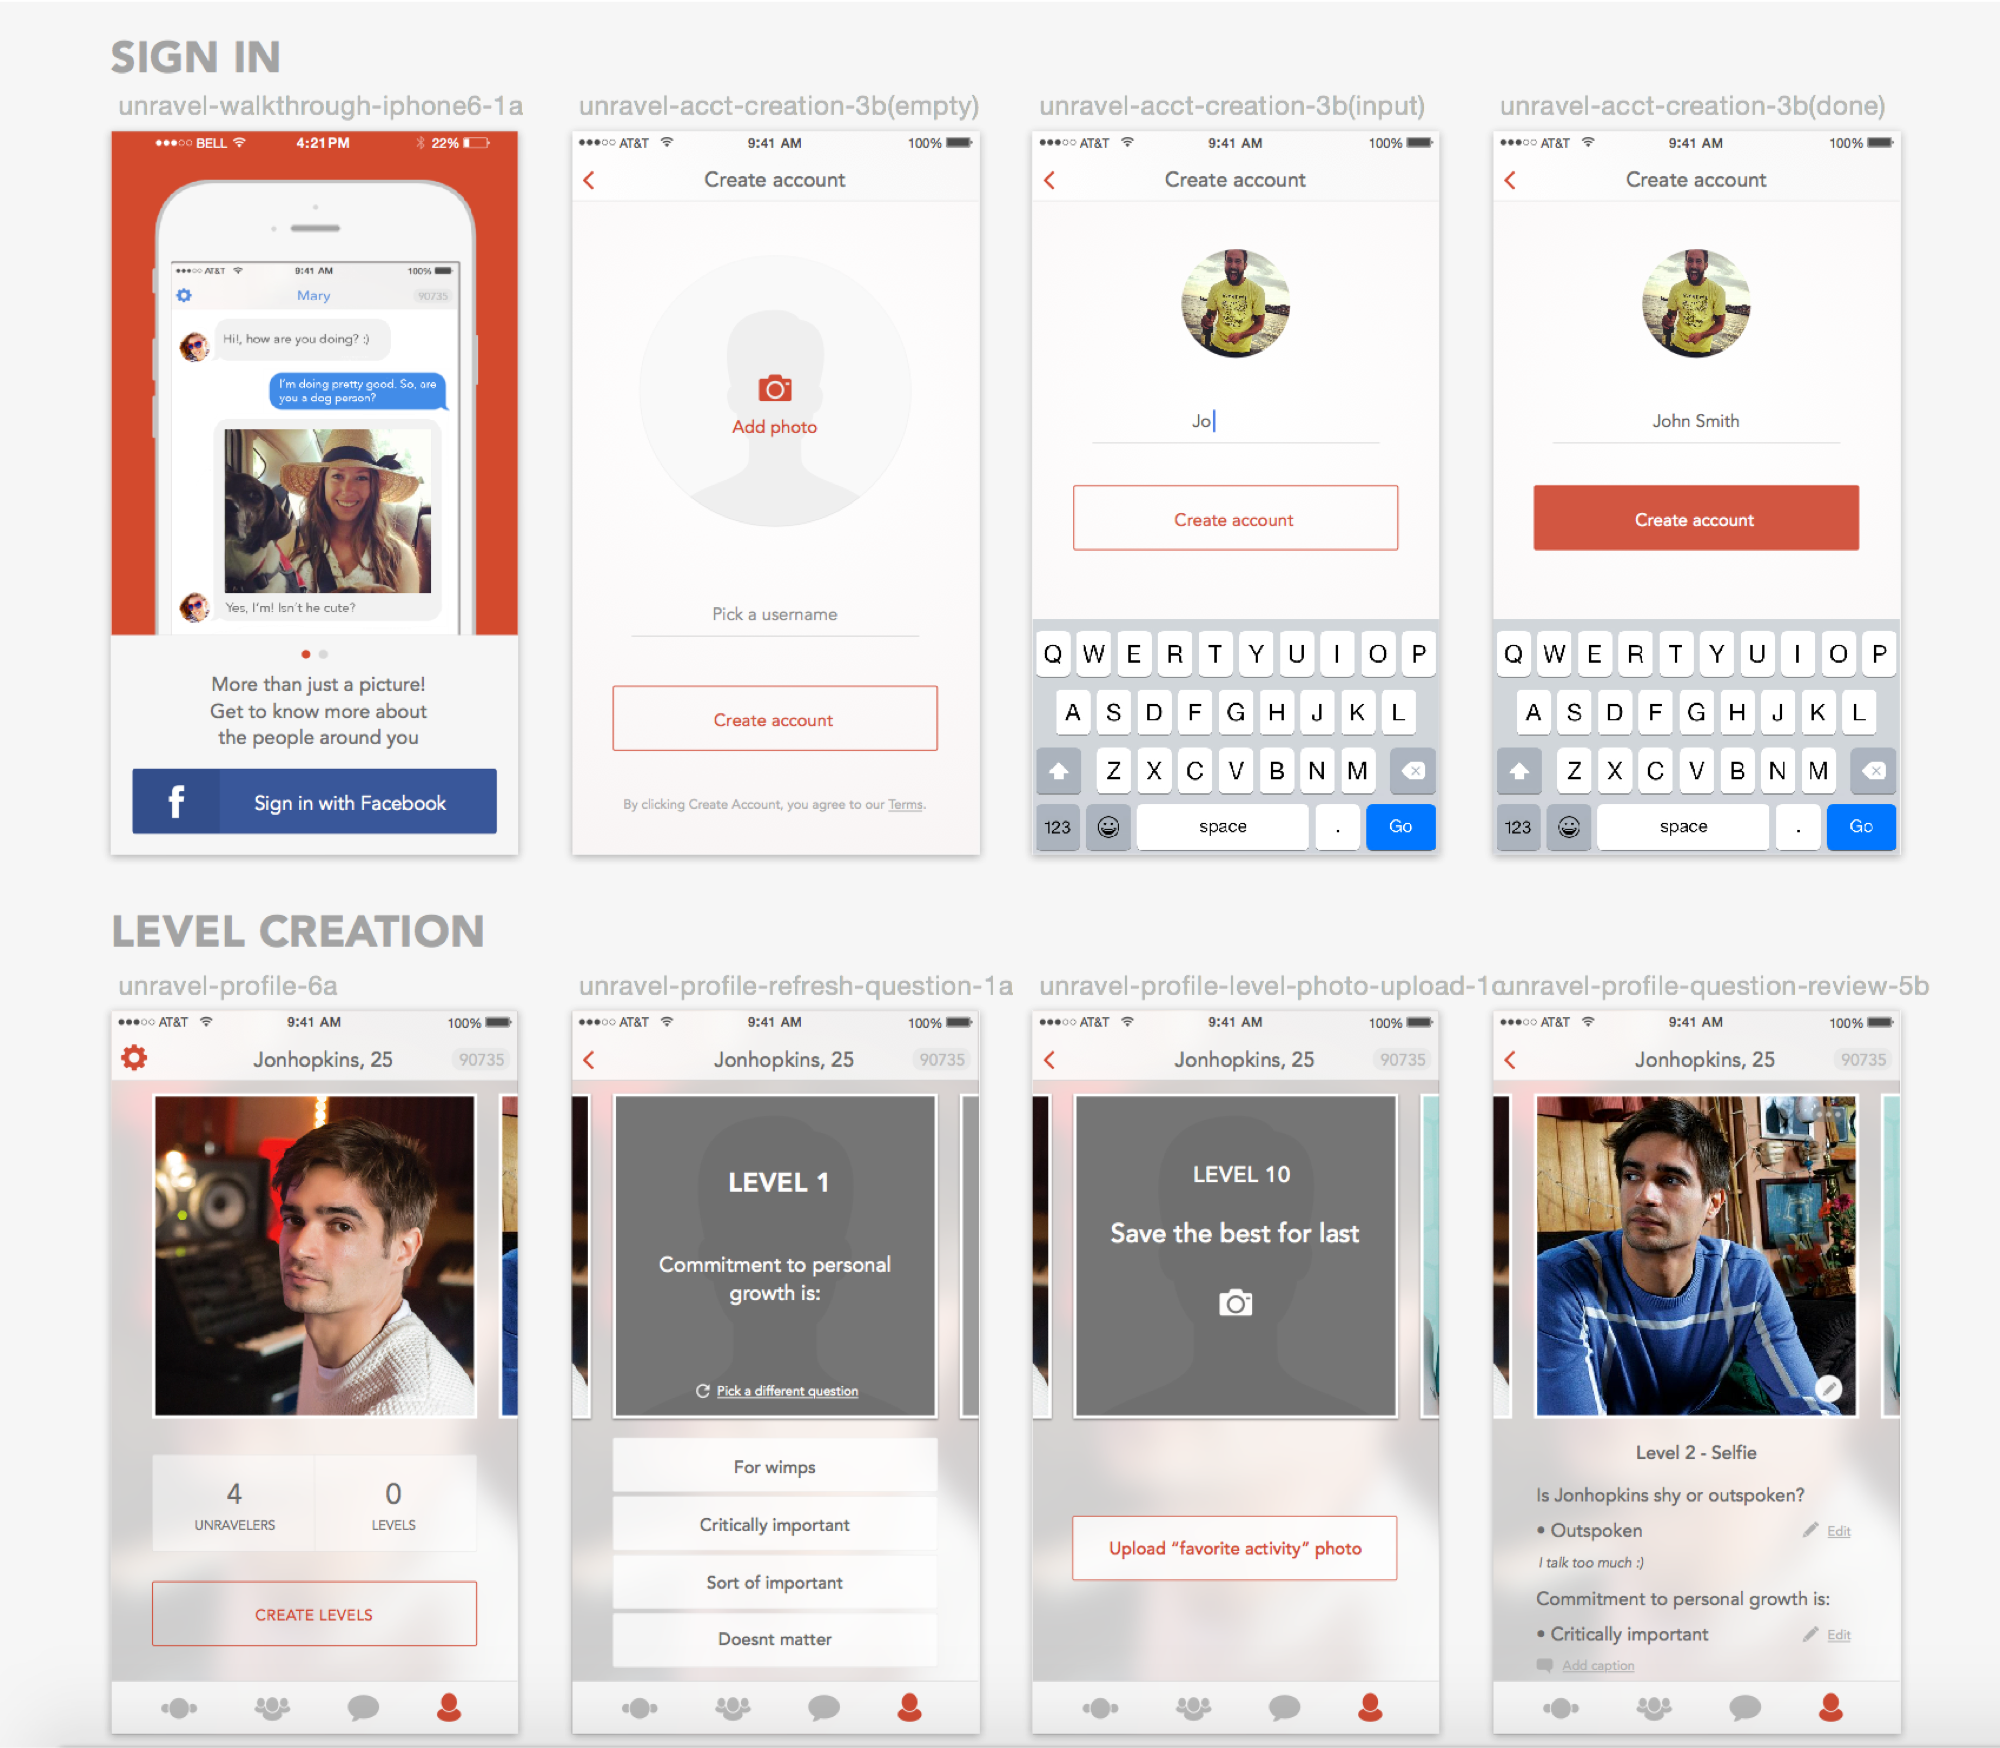 SIGN IN
unravel-walkthrough-iphone6-1a
BELL 4:21PM 22%
AT&T 9:41 AM 100%
Mary 90735
Hi!, how are you doing? :)
I'm doing pretty good. So, are
you a dog person?
Yes, I'm! Isn't he cute?
More than just a picture!
Get to know more about
the people around you
f Sign in with Facebook
unravel-acct-creation-3b(empty)
AT&T 9:41 AM 100%
Create account
Add photo
Pick a username
Create account
By clicking Create Account, you agree to our Terms.
unravel-acct-creation-3b(input)
AT&T 9:41 AM 100%
Create account
Jo
Create account
Q W E R T Y U I O P
A S D F G H J K L
Z X C V B N M
123 space . Go
unravel-acct-creation-3b(done)
AT&T 9:41 AM 100%
Create account
John Smith
Create account
Q W E R T Y U I O P
A S D F G H J K L
Z X C V B N M
123 space . Go
LEVEL CREATION
unravel-profile-6a
AT&T 9:41 AM 100%
Jonhopkins, 25 90735
4 0
UNRAVELERS LEVELS
CREATE LEVELS
unravel-profile-refresh-question-1a
AT&T 9:41 AM 100%
Jonhopkins, 25 90735
LEVEL 1
Commitment to personal
growth is:
Pick a different question
For wimps
Critically important
Sort of important
Doesnt matter
unravel-profile-level-photo-upload-1a
AT&T 9:41 AM 100%
Jonhopkins, 25 90735
LEVEL 10
Save the best for last
Upload “favorite activity” photo
unravel-profile-question-review-5b
AT&T 9:41 AM 100%
Jonhopkins, 25 90735
Level 2 - Selfie
Is Jonhopkins shy or outspoken?
• Outspoken Edit
I talk too much :)
Commitment to personal growth is:
• Critically important Edit
Add caption